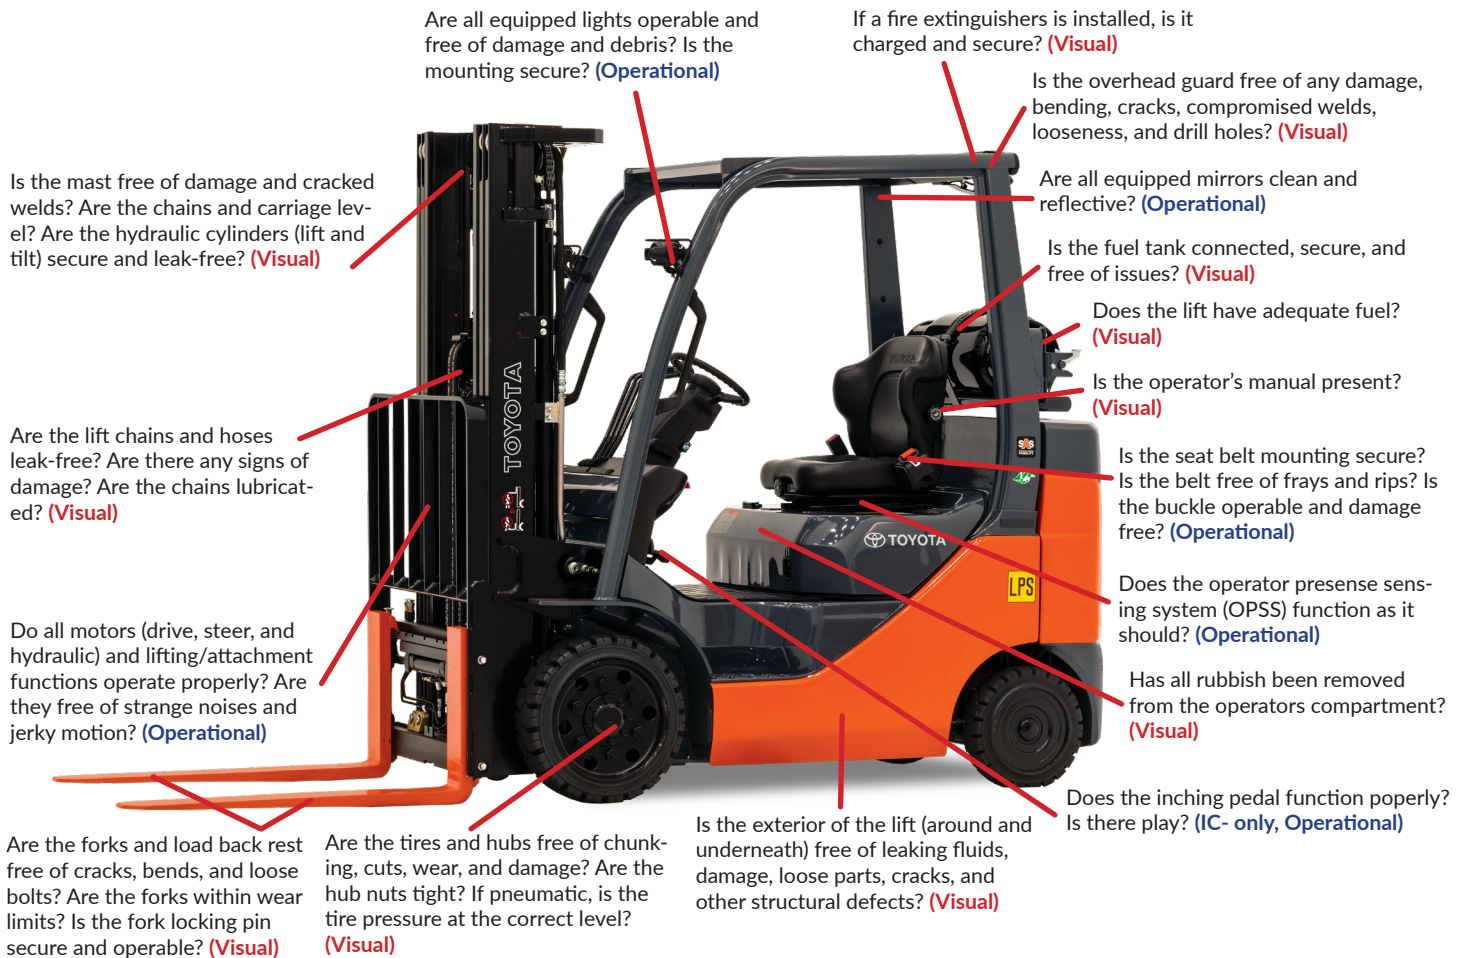 Are all equipped lights operable and
free of damage and debris? Is the
mounting secure? (Operational)
If a fire extinguishers is installed, is it
charged and secure? (Visual)
Is the overhead guard free of any damage,
bending, cracks, compromised welds,
looseness, and drill holes? (Visual)
Is the mast free of damage and cracked
welds? Are the chains and carriage lev-
el? Are the hydraulic cylinders (lift and
tilt) secure and leak-free? (Visual)
Are all equipped mirrors clean and
reflective? (Operational)
Is the fuel tank connected, secure, and
free of issues? (Visual)
Does the lift have adequate fuel?
(Visual)
Is the operator's manual present?
(Visual)
Are the lift chains and hoses
leak-free? Are there any signs of
damage? Are the chains lubricat-
ed? (Visual)
TOYOTA
Is the seat belt mounting secure?
Is the belt free of frays and rips? Is
the buckle operable and damage
free? (Operational)
SAS
TOYOTA
LPS
Does the operator presense sens-
ing system (OPSS) function as it
should? (Operational)
Do all motors (drive, steer, and
hydraulic) and lifting/attachment
functions operate properly? Are
they free of strange noises and
jerky motion? (Operational)
Has all rubbish been removed
from the operators compartment?
(Visual)
Does the inching pedal function poperly?
Is there play? (IC- only, Operational)
Are the forks and load back rest
free of cracks, bends, and loose
bolts? Are the forks within wear
limits? Is the fork locking pin
secure and operable? (Visual)
Are the tires and hubs free of chunk-
ing, cuts, wear, and damage? Are the
hub nuts tight? If pneumatic, is the
tire pressure at the correct level?
(Visual)
Is the exterior of the lift (around and
underneath) free of leaking fluids,
damage, loose parts, cracks, and
other structural defects? (Visual)